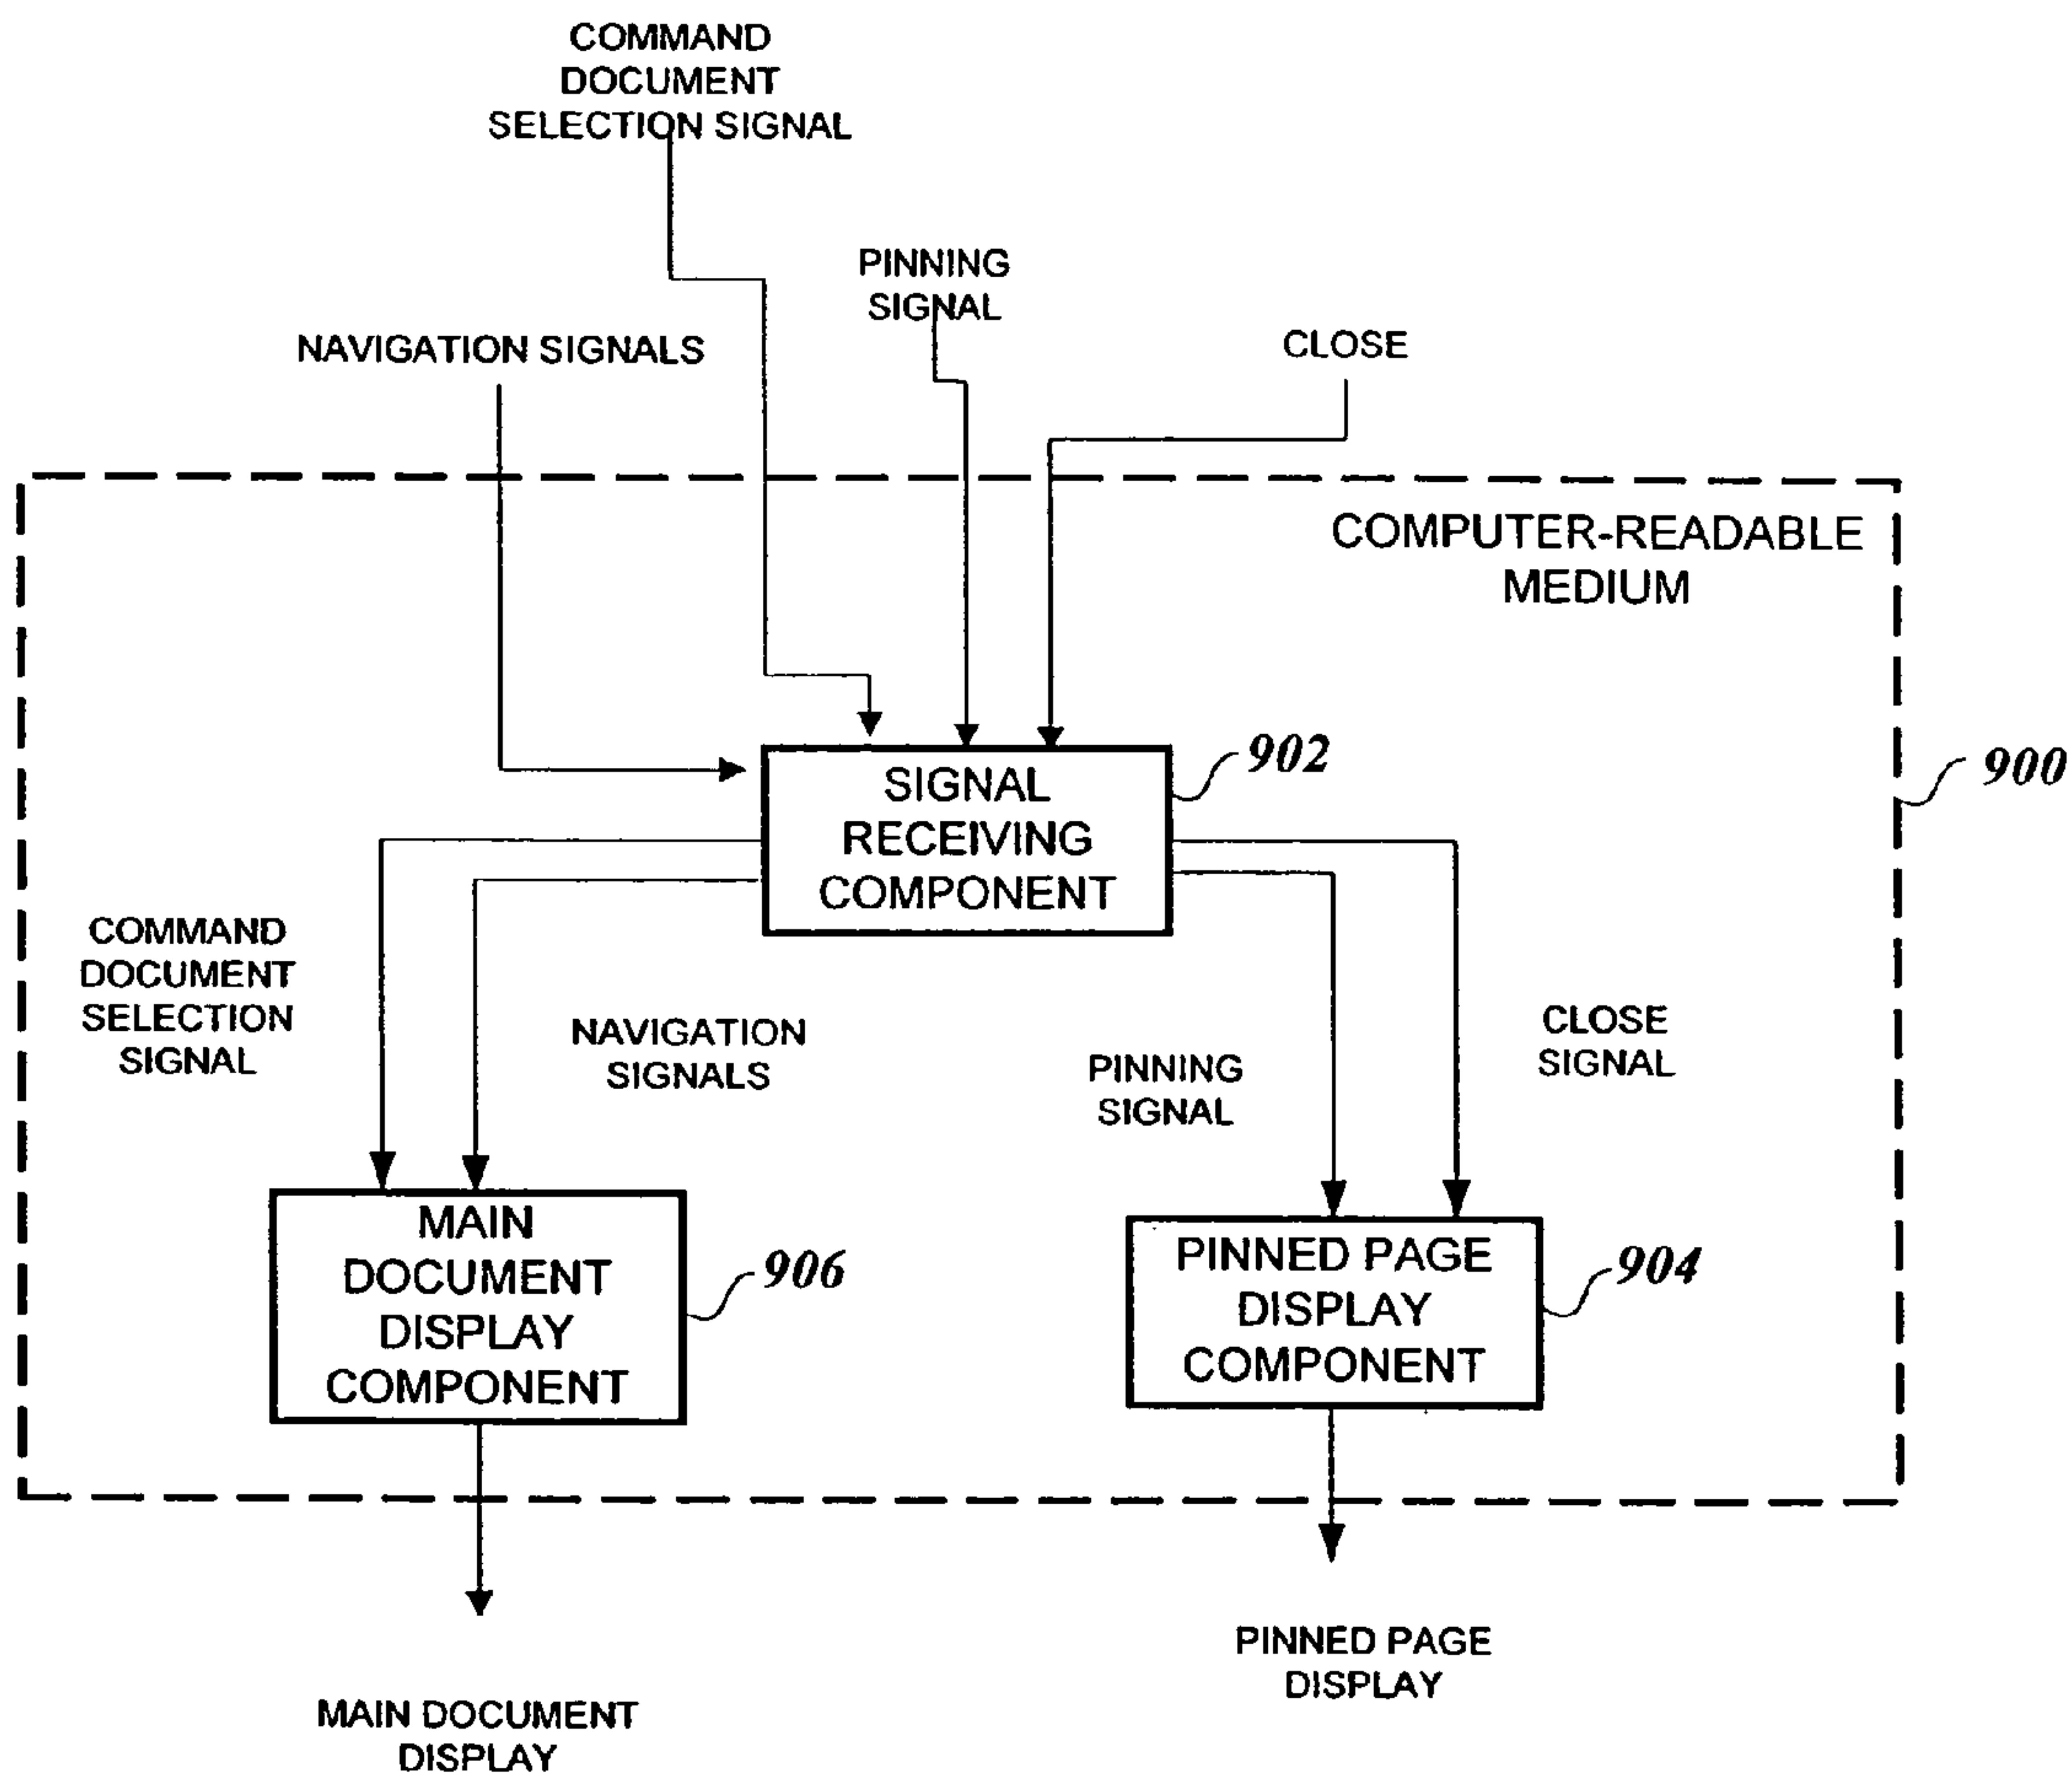 COMMAND
DOCUMENT
SELECTION SIGNAL
PINNING
SIGNAL
NAVIGATION SIGNALS
CLOSE
COMPUTER-READABLE
MEDIUM
902
900
SIGNAL
RECEIVING
COMPONENT
COMMAND
DOCUMENT
SELECTION
SIGNAL
NAVIGATION
SIGNALS
PINNING
SIGNAL
CLOSE
SIGNAL
MAIN
DOCUMENT
DISPLAY
COMPONENT
906
PINNED PAGE
DISPLAY
COMPONENT
904
MAIN DOCUMENT
DISPLAY
PINNED PAGE
DISPLAY